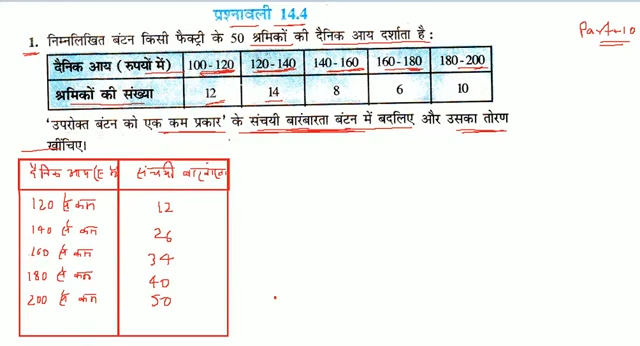 प्रश्नावली 14.4
Part-10
1. निम्नलिखित बंटन किसी फैक्ट्री के 50 श्रमिकों की दैनिक आय दर्शाता है :
दैनिक आय (रुपयों में) 100-120 120-140 140-160 160-180 180-200
श्रमिकों की संख्या 12 14 8 6 10
'उपरोक्त बंटन को एक कम प्रकार' के संचयी बारंबारता बंटन में बदलिए और उसका तोरण
खींचिए।
दैनिक आय (रु में संचयी
120 से कम 12
140 से कम 26
160 से कम 34
180 से कम 40
200 से कम 50